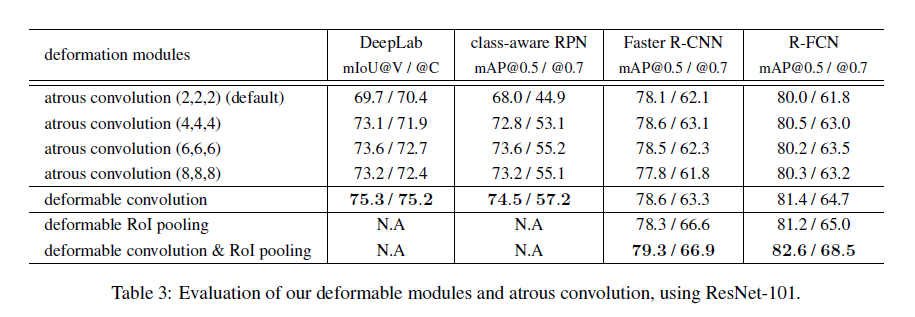 deformation modules DeepLab class-aware RPN Faster R-CNN R-FCN
mIoU@V / @C mAP@0.5 / @0.7 mAP@0.5 / @0.7 mAP@0.5 / @0.7
atrous convolution (2,2,2) (default) 69.7 / 70.4 68.0 / 44.9 78.1 / 62.1 80.0 / 61.8
atrous convolution (4,4,4) 73.1 / 71.9 72.8 / 53.1 78.6 / 63.1 80.5 / 63.0
atrous convolution (6,6,6) 73.6 / 72.7 73.6 / 55.2 78.5 / 62.3 80.2 / 63.5
atrous convolution (8,8,8) 73.2 / 72.4 73.2 / 55.1 77.8 / 61.8 80.3 / 63.2
deformable convolution 75.3 / 75.2 74.5 / 57.2 78.6 / 63.3 81.4 / 64.7
deformable RoI pooling N.A N.A 78.3 / 66.6 81.2 / 65.0
deformable convolution & RoI pooling N.A N.A 79.3 / 66.9 82.6 / 68.5
Table 3: Evaluation of our deformable modules and atrous convolution, using ResNet-101.